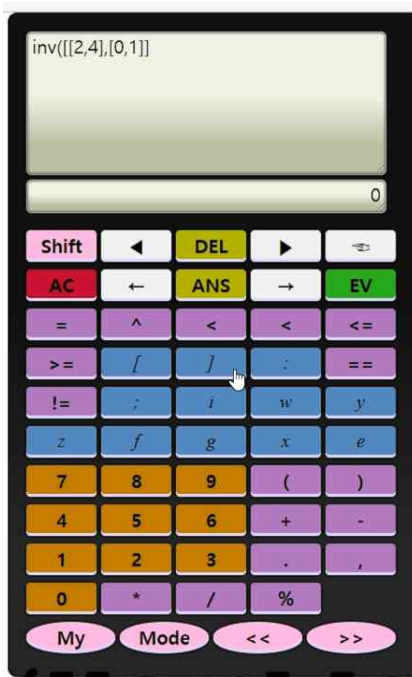 inv([[2,4],[0,1]]
0
Shift ◀ DEL ▶ ☜
AC ← ANS → EV
= ^ < < <=
>= [ ] : ==
!= ; i w y
z f g x e
7 8 9 ( )
4 5 6 + -
1 2 3 . ,
0 * / %
My Mode << >>